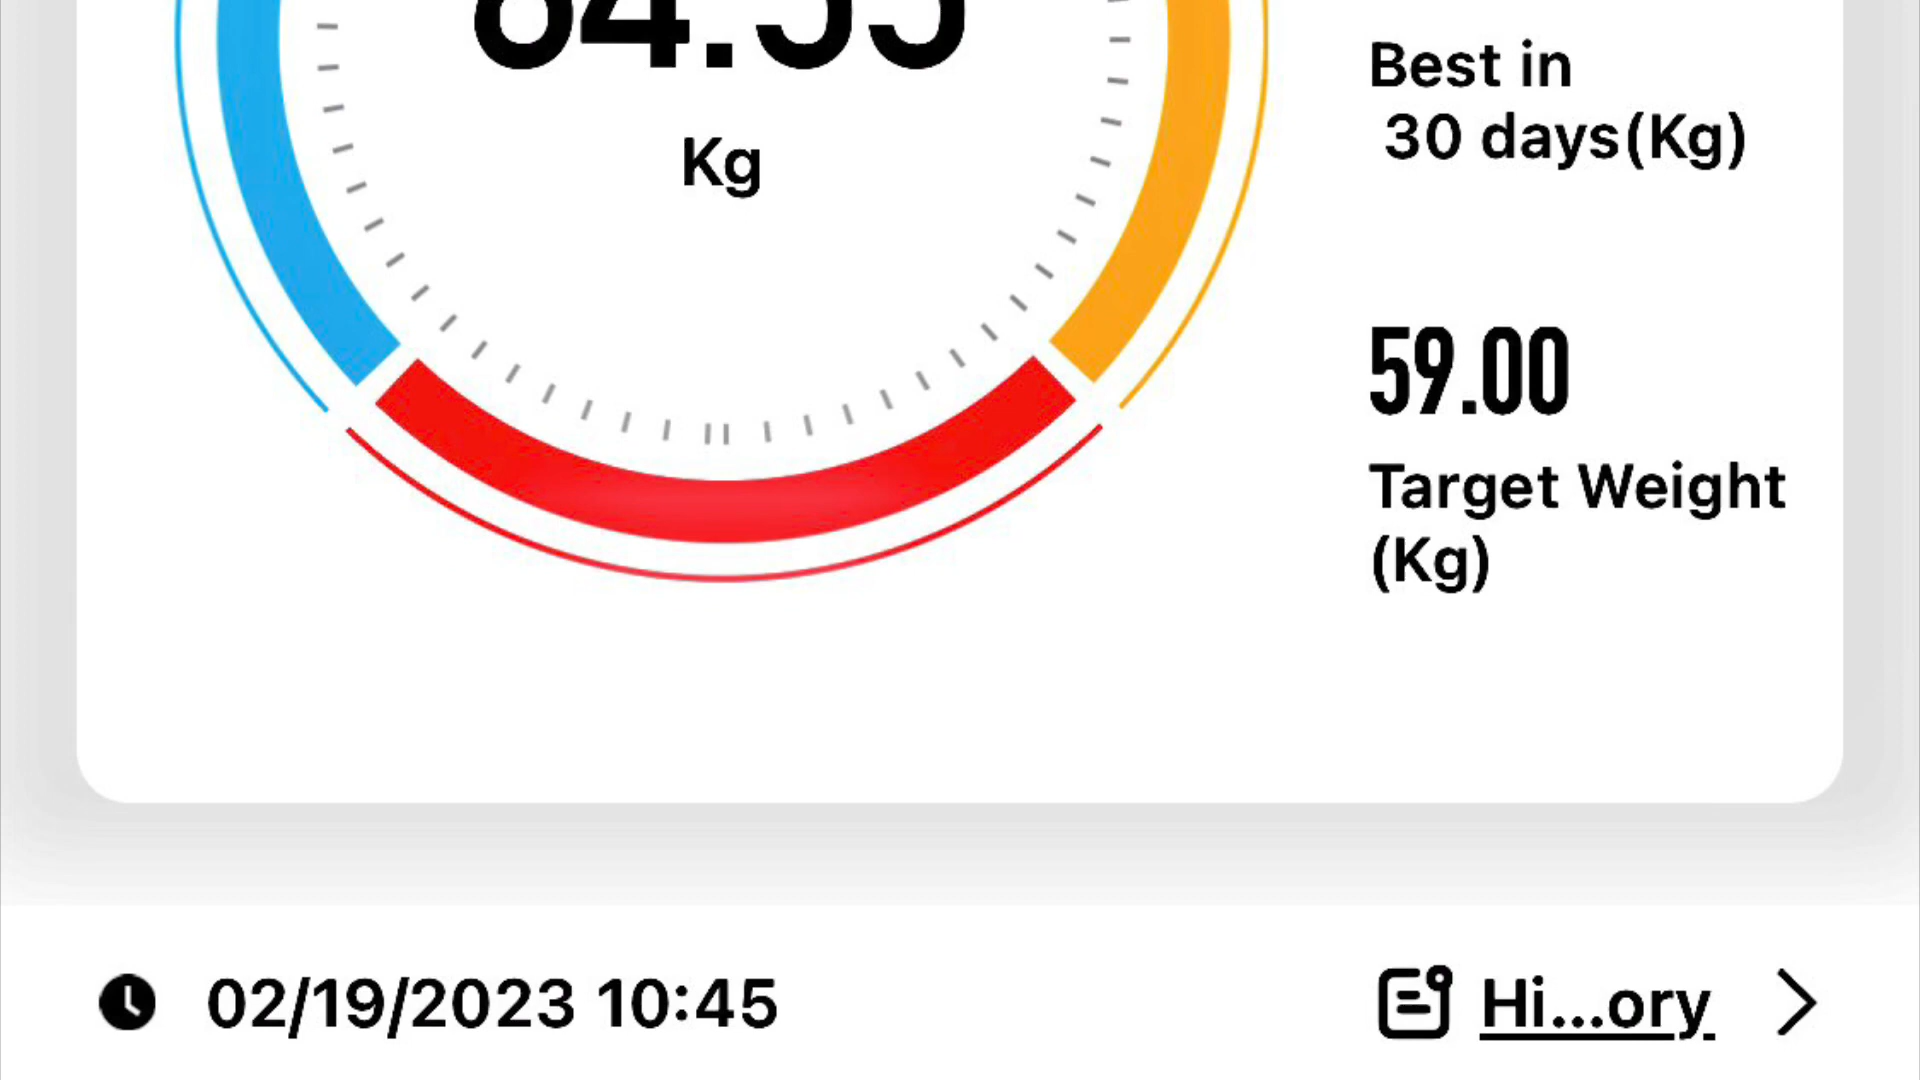 Kg
Best in
30 days(Kg)
59.00
Target Weight
(Kg)
02/19/2023 10:45
Hi...ory